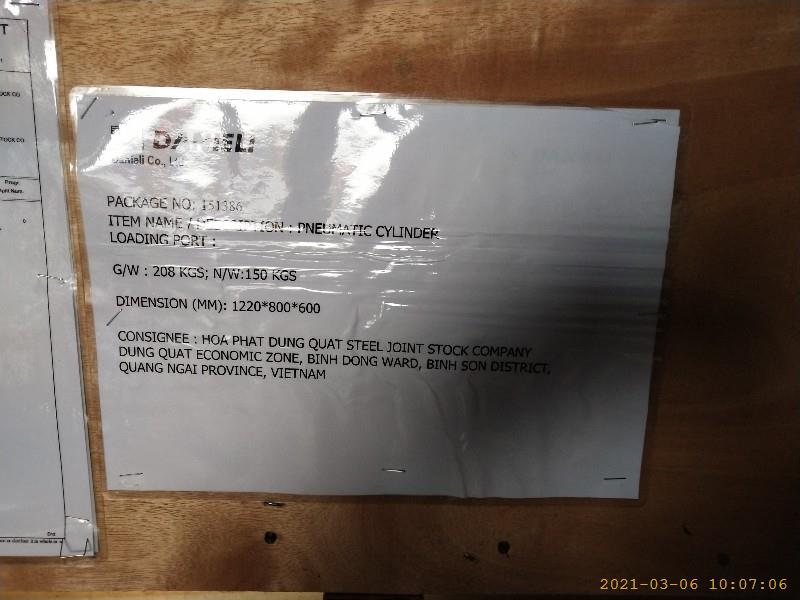 DANIELI
Danieli Co., Ltd
PACKAGE NO: 151386
ITEM NAME / DESCRIPTION : PNEUMATIC CYLINDER
LOADING PORT :
G/W : 208 KGS; N/W:150 KGS
DIMENSION (MM): 1220*800*600
CONSIGNEE : HOA PHAT DUNG QUAT STEEL JOINT STOCK COMPANY
DUNG QUAT ECONOMIC ZONE, BINH DONG WARD, BINH SON DISTRICT,
QUANG NGAI PROVINCE, VIETNAM
2021-03-06 10:07:06